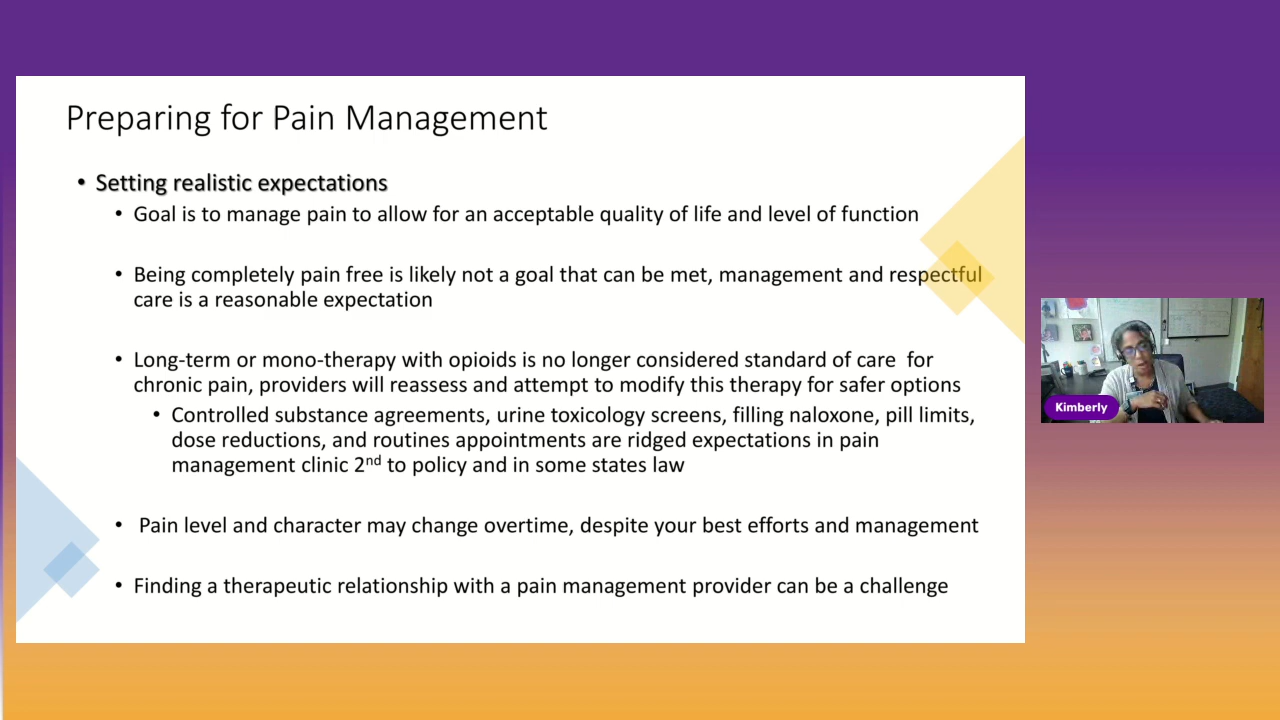 Preparing for Pain Management
• Setting realistic expectations
• Goal is to manage pain to allow for an acceptable quality of life and level of function
• Being completely pain free is likely not a goal that can be met, management and respectful
care is a reasonable expectation
• Long-term or mono-therapy with opioids is no longer considered standard of care for
chronic pain, providers will reassess and attempt to modify this therapy for safer options
• Controlled substance agreements, urine toxicology screens, filling naloxone, pill limits,
dose reductions, and routines appointments are ridged expectations in pain
management clinic 2nd to policy and in some states law
• Pain level and character may change overtime, despite your best efforts and management
• Finding a therapeutic relationship with a pain management provider can be a challenge
Kimberly